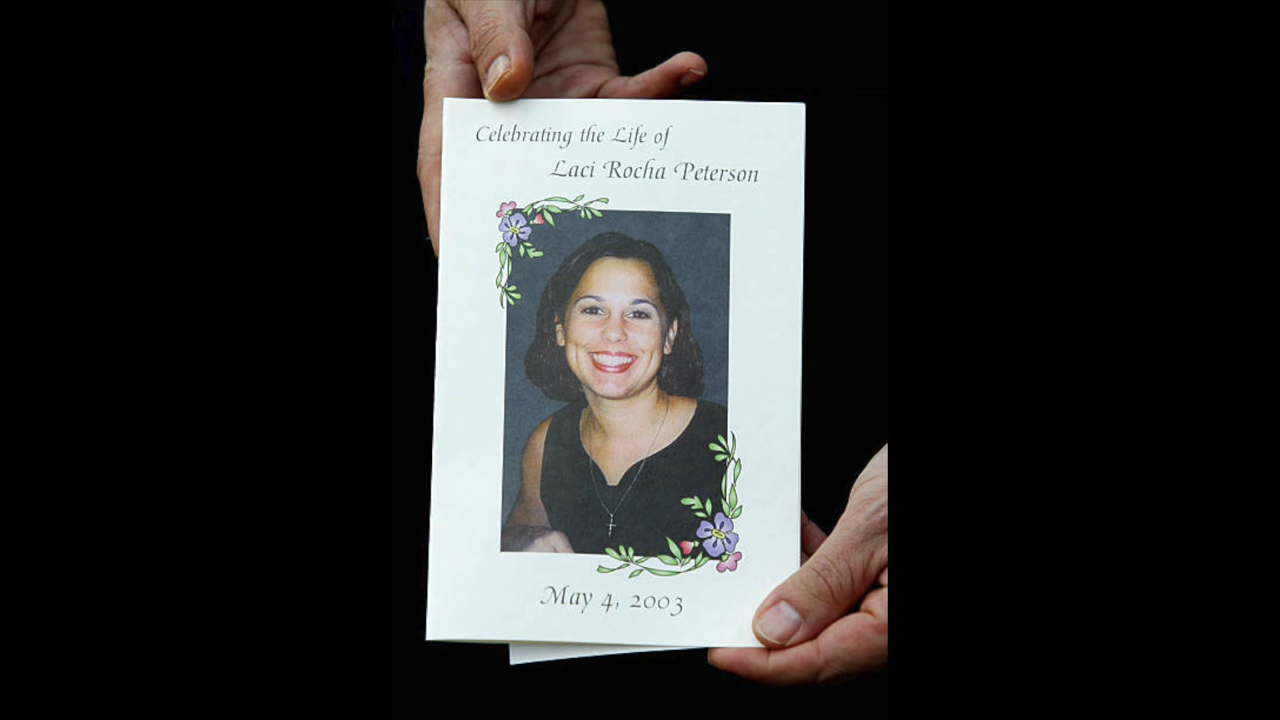 Celebrating the Life of
Laci Rocha Peterson
May 4, 2003